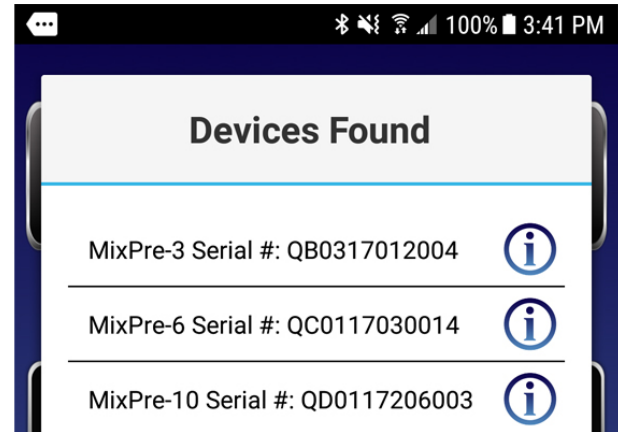 100% 3:41 PM
Devices Found
MixPre-3 Serial #: QB0317012004
MixPre-6 Serial #: QC0117030014
MixPre-10 Serial #: QD0117206003